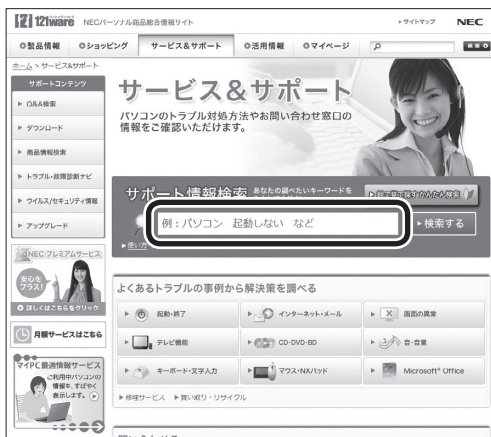 121ware NECパーソナル商品総合情報サイト
サイトマップ
NEC
製品情報
ショッピング
サービス&サポート
活用情報
マイページ
検索
ホーム > サービス&サポート
サポートコンテンツ
Q&A検索
ダウンロード
商品情報検索
トラブル・故障診断ナビ
ウイルス/セキュリティ情報
アップグレード
NEC プレミアムサービス
安心を
プラス!
詳しくはこちらをクリック
月額サービスはこちら
マイPC最適情報サービス
ご利用中パソコンの
情報を、すばやく
表示します。
サービス&サポート
パソコンのトラブル対処方法やお問い合わせ窓口の
情報をご確認いただけます。
サポート情報検索 あなたの調べたいキーワードを
例：パソコン 起動しない など
検索する
使い方
よくあるトラブルの事例から解決策を調べる
起動・終了
インターネット・メール
画面の異常
テレビ機能
CD・DVD・BD
音・音量
キーボード・文字入力
マウス・NXパッド
Microsoft® Office
修理サービス
買い取り・リサイクル